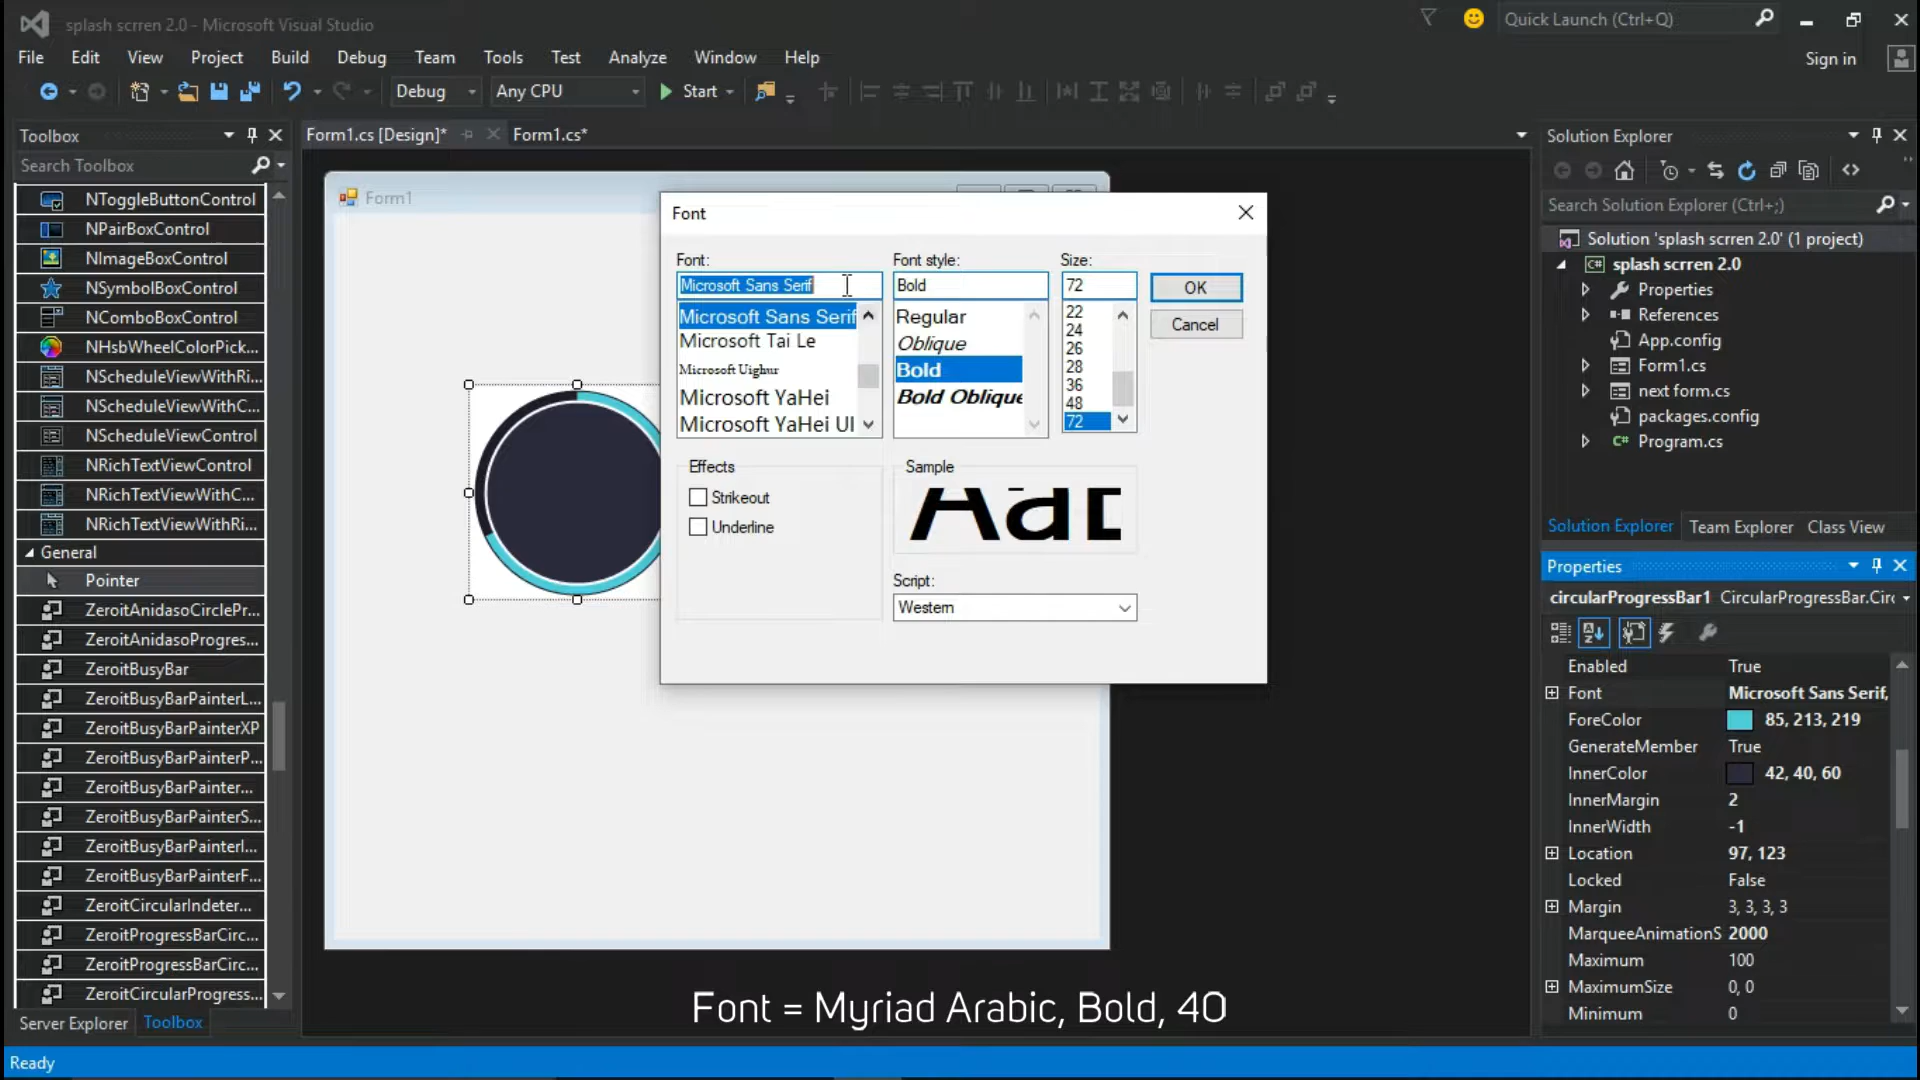 splash scrren 2.0 - Microsoft Visual Studio
Quick Launch (Ctrl+Q)
File Edit View Project Build Debug Team Tools Test Analyze Window Help
Sign in
Debug Any CPU Start
Toolbox
Search Toolbox
NToggleButtonControl
NPairBoxControl
NImageBoxControl
NSymbolBoxControl
NComboBoxControl
NHsbWheelColorPick...
NScheduleViewWithRi...
NScheduleViewWithC...
NScheduleViewControl
NRichTextViewControl
NRichTextViewWithC...
NRichTextViewWithRi...
General
Pointer
ZeroitAnidasoCirclePr...
ZeroitAnidasoProgres...
ZeroitBusyBar
ZeroitBusyBarPainterL...
ZeroitBusyBarPainterXP
ZeroitBusyBarPainterP...
ZeroitBusyBarPainter...
ZeroitBusyBarPainterS...
ZeroitBusyBarPainterI...
ZeroitBusyBarPainterF...
ZeroitCircularIndeter...
ZeroitProgressBarCirc...
ZeroitProgressBarCirc...
ZeroitCircularProgress...
Server Explorer Toolbox
Form1.cs [Design]* Form1.cs*
Form1
Font
Font:
Microsoft Sans Serif
Microsoft Sans Serif
Microsoft Tai Le
Microsoft Uighur
Microsoft YaHei
Microsoft YaHei UI
Font style:
Bold
Regular
Oblique
Bold
Bold Oblique
Size:
72
22
24
26
28
36
48
72
OK
Cancel
Effects
Strikeout
Underline
Sample
Script:
Western
Font = Myriad Arabic, Bold, 40
Solution Explorer
Search Solution Explorer (Ctrl+;)
Solution 'splash scrren 2.0' (1 project)
C# splash scrren 2.0
Properties
References
App.config
Form1.cs
next form.cs
packages.config
C# Program.cs
Solution Explorer Team Explorer Class View
Properties
circularProgressBar1 CircularProgressBar.Circ
Enabled True
Font Microsoft Sans Serif,
ForeColor 85, 213, 219
GenerateMember True
InnerColor 42, 40, 60
InnerMargin 2
InnerWidth -1
Location 97, 123
Locked False
Margin 3, 3, 3, 3
MarqueeAnimationS 2000
Maximum 100
MaximumSize 0, 0
Minimum 0
Ready